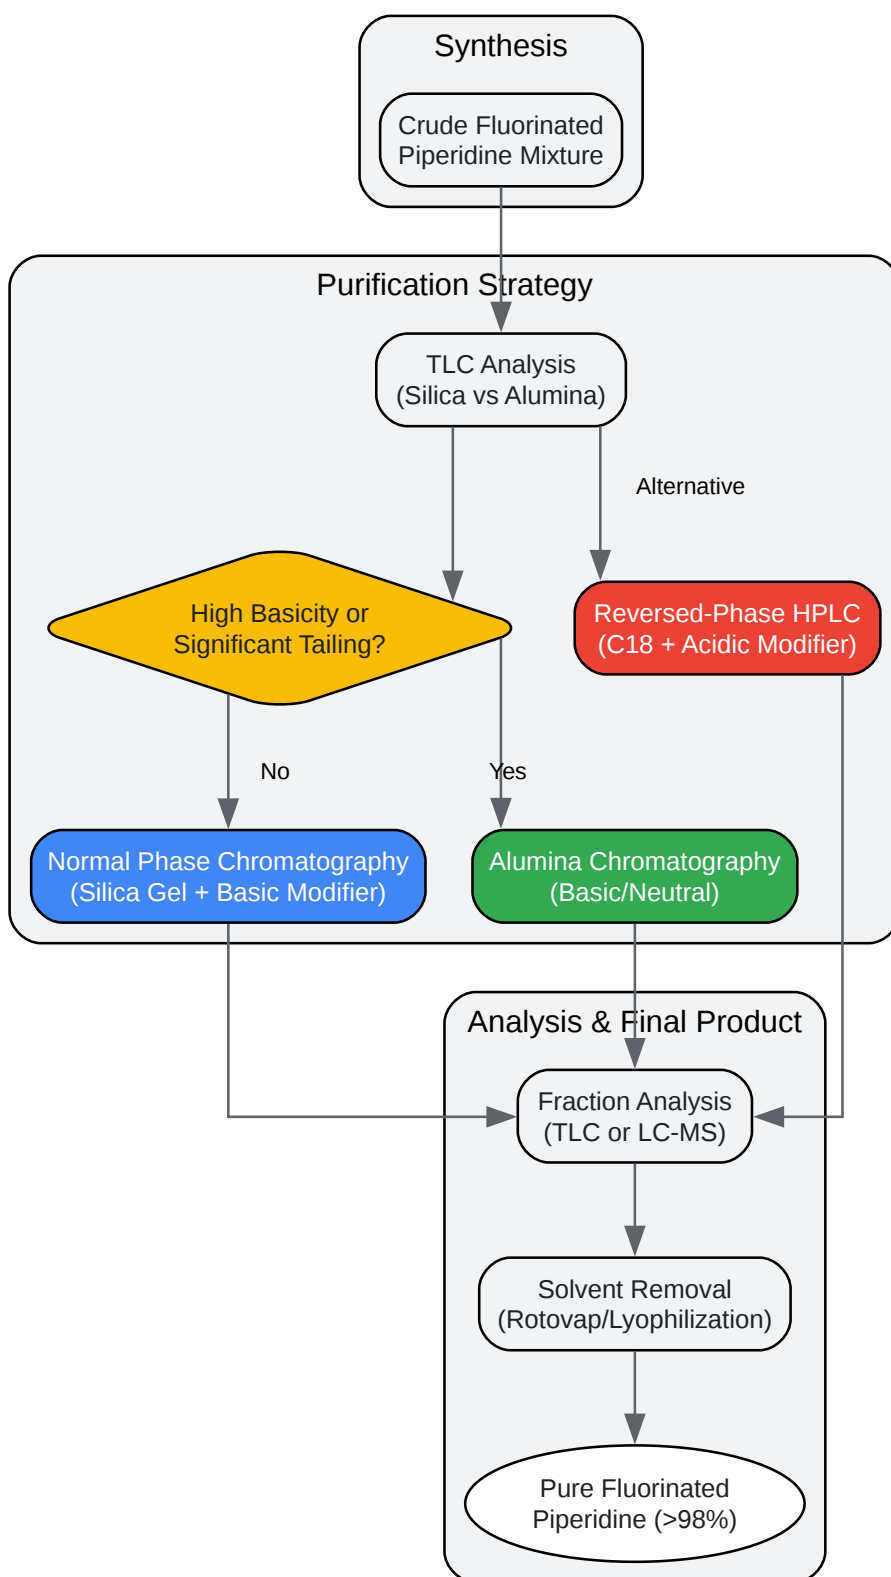 Synthesis
Crude Fluorinated
Piperidine Mixture
Purification Strategy
TLC Analysis
(Silica vs Alumina)
Alternative
High Basicity or
Significant Tailing?
Reversed-Phase HPLC
(C18 + Acidic Modifier)
No
Yes
Normal Phase Chromatography
(Silica Gel + Basic Modifier)
Alumina Chromatography
(Basic/Neutral)
Analysis & Final Product
Fraction Analysis
(TLC or LC-MS)
Solvent Removal
(Rotovap/Lyophilization)
Pure Fluorinated
Piperidine (>98%)